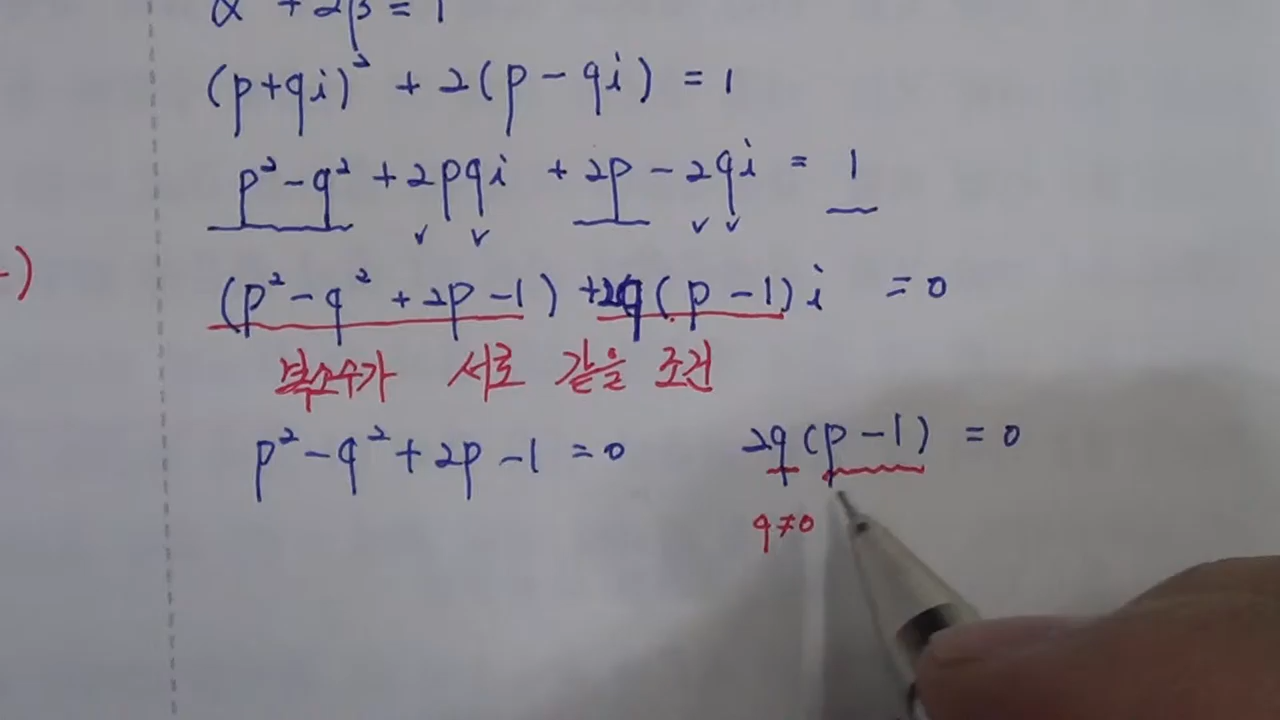 α² + 2β = 1
(p+qi)² + 2(p-qi) = 1
p²-q² + 2pqi + 2p - 2qi = 1
(p²-q²+2p-1) + 2q(p-1)i = 0
복소수가 서로 같을 조건
p²-q²+2p-1 = 0 2q(p-1) = 0
q≠0